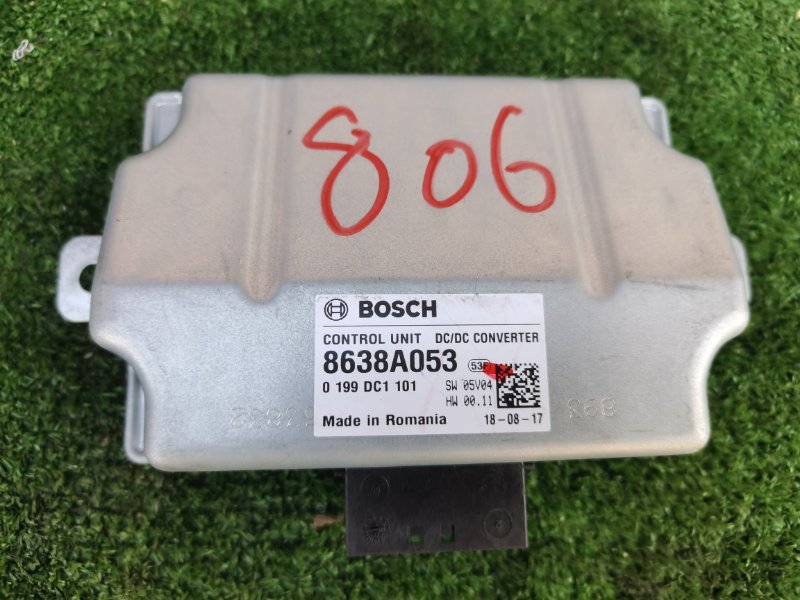 806
BOSCH
CONTROL UNIT DC/DC CONVERTER
8638A053
0 199 DC1 101
SW 05V04
HW 00.11
Made in Romania 18-08-17